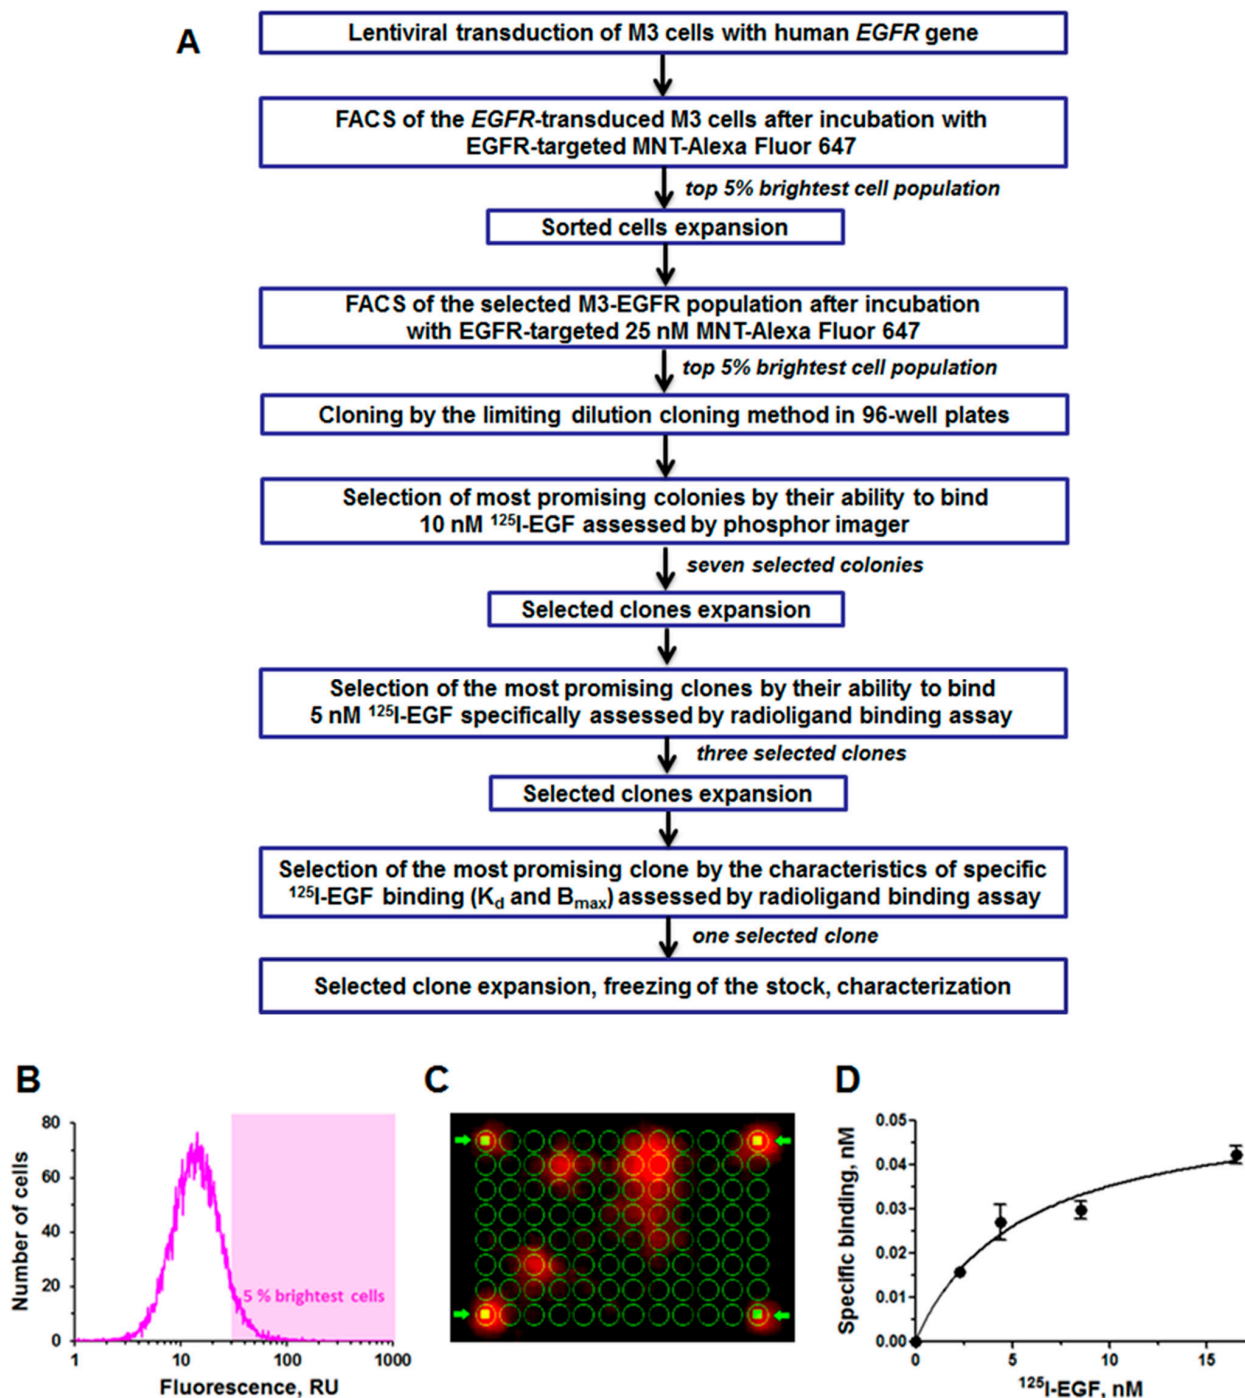 A
Lentiviral transduction of M3 cells with human EGFR gene
FACS of the EGFR-transduced M3 cells after incubation with
EGFR-targeted MNT-Alexa Fluor 647
top 5% brightest cell population
Sorted cells expansion
FACS of the selected M3-EGFR population after incubation
with EGFR-targeted 25 nM MNT-Alexa Fluor 647
top 5% brightest cell population
Cloning by the limiting dilution cloning method in 96-well plates
Selection of most promising colonies by their ability to bind
10 nM ¹²⁵I-EGF assessed by phosphor imager
seven selected colonies
Selected clones expansion
Selection of the most promising clones by their ability to bind
5 nM ¹²⁵I-EGF specifically assessed by radioligand binding assay
three selected clones
Selected clones expansion
Selection of the most promising clone by the characteristics of specific
¹²⁵I-EGF binding (K_d and B_max) assessed by radioligand binding assay
one selected clone
Selected clone expansion, freezing of the stock, characterization
B
Number of cells
80
60
40
20
0
5 % brightest cells
1 10 100 1000
Fluorescence, RU
C
D
Specific binding, nM
0.05
0.04
0.03
0.02
0.01
0.00
0 5 10 15
¹²⁵I-EGF, nM